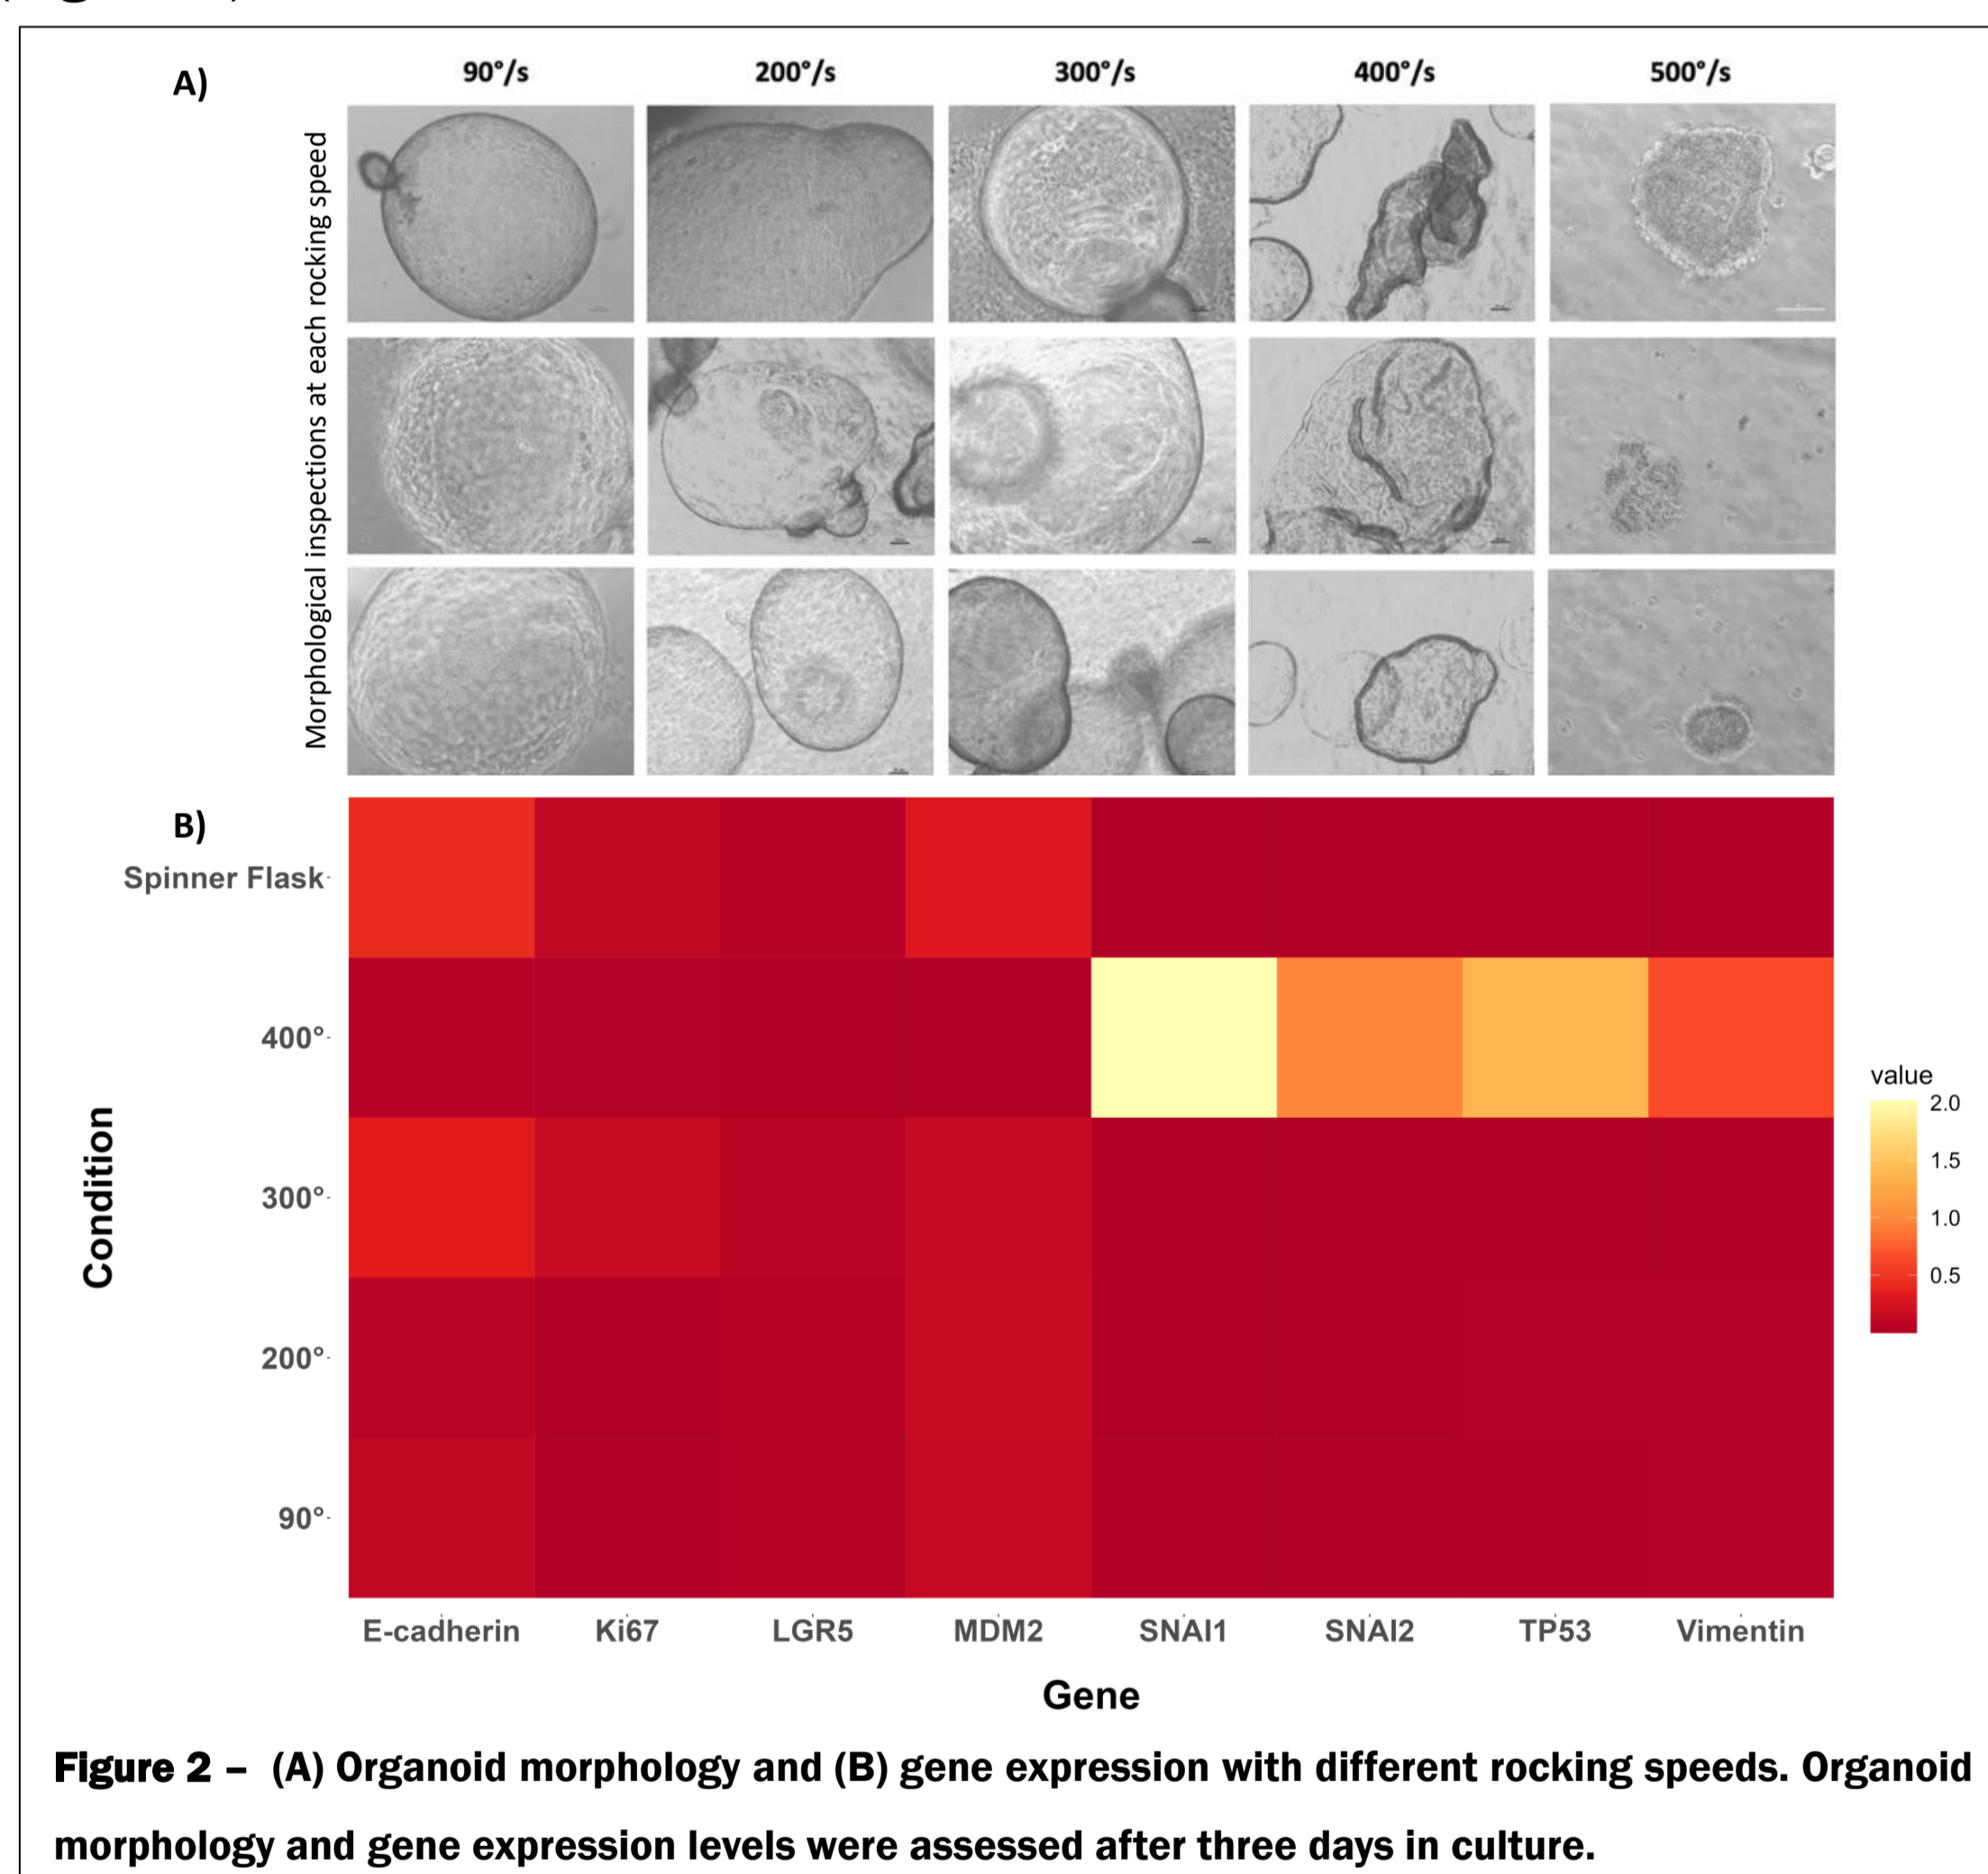 A)
90°/s 200°/s 300°/s 400°/s 500°/s
Morphological inspections at each rocking speed
B)
Spinner Flask
400°
300°
200°
90°
Condition
value
2.0
1.5
1.0
0.5
E-cadherin Ki67 LGR5 MDM2 SNAI1 SNAI2 TP53 Vimentin
Gene
Figure 2 – (A) Organoid morphology and (B) gene expression with different rocking speeds. Organoid
morphology and gene expression levels were assessed after three days in culture.